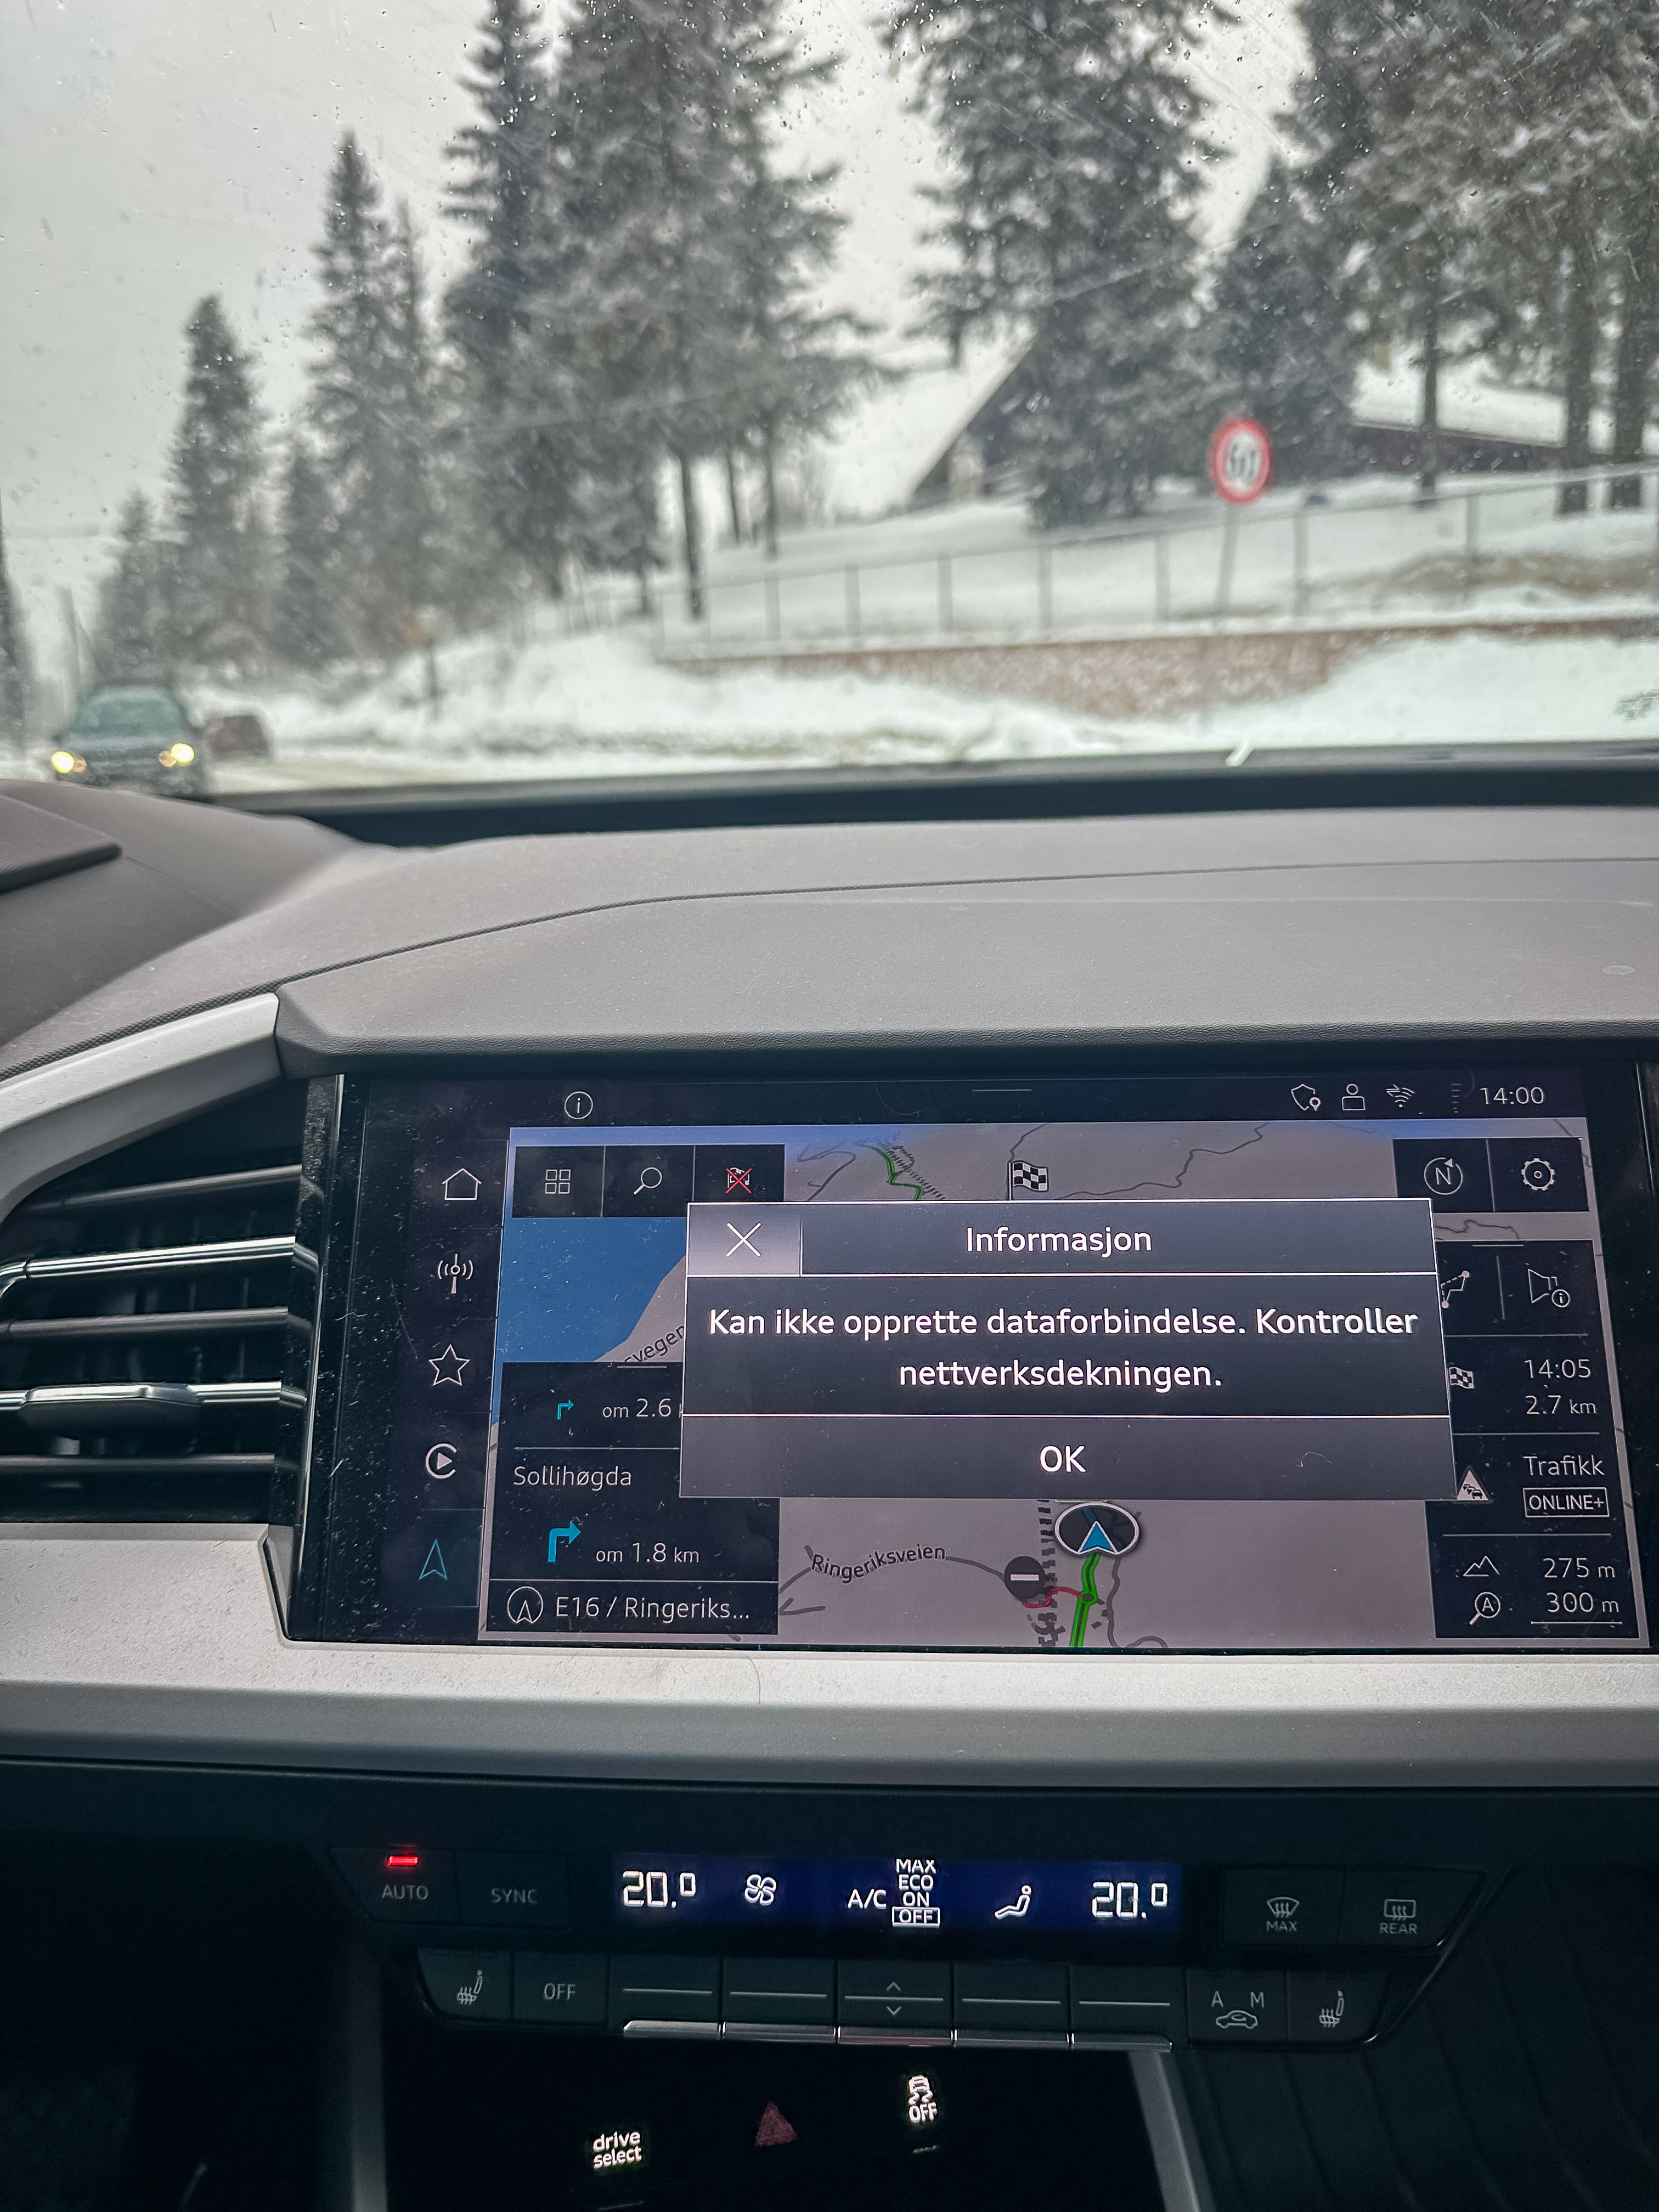 14:00
N
Informasjon
Kan ikke opprette dataforbindelse. Kontroller
nettverksdekningen.
OK
svegen
om 2.6
Sollihøgda
om 1.8 km
E16 / Ringeriks...
Ringeriksveien
14:05
2.7 km
Trafikk
ONLINE+
275 m
A
300 m
AUTO
SYNC
20.0
A/C
MAX
ECO
ON
OFF
20.0
MAX
REAR
OFF
A M
drive
select
OFF